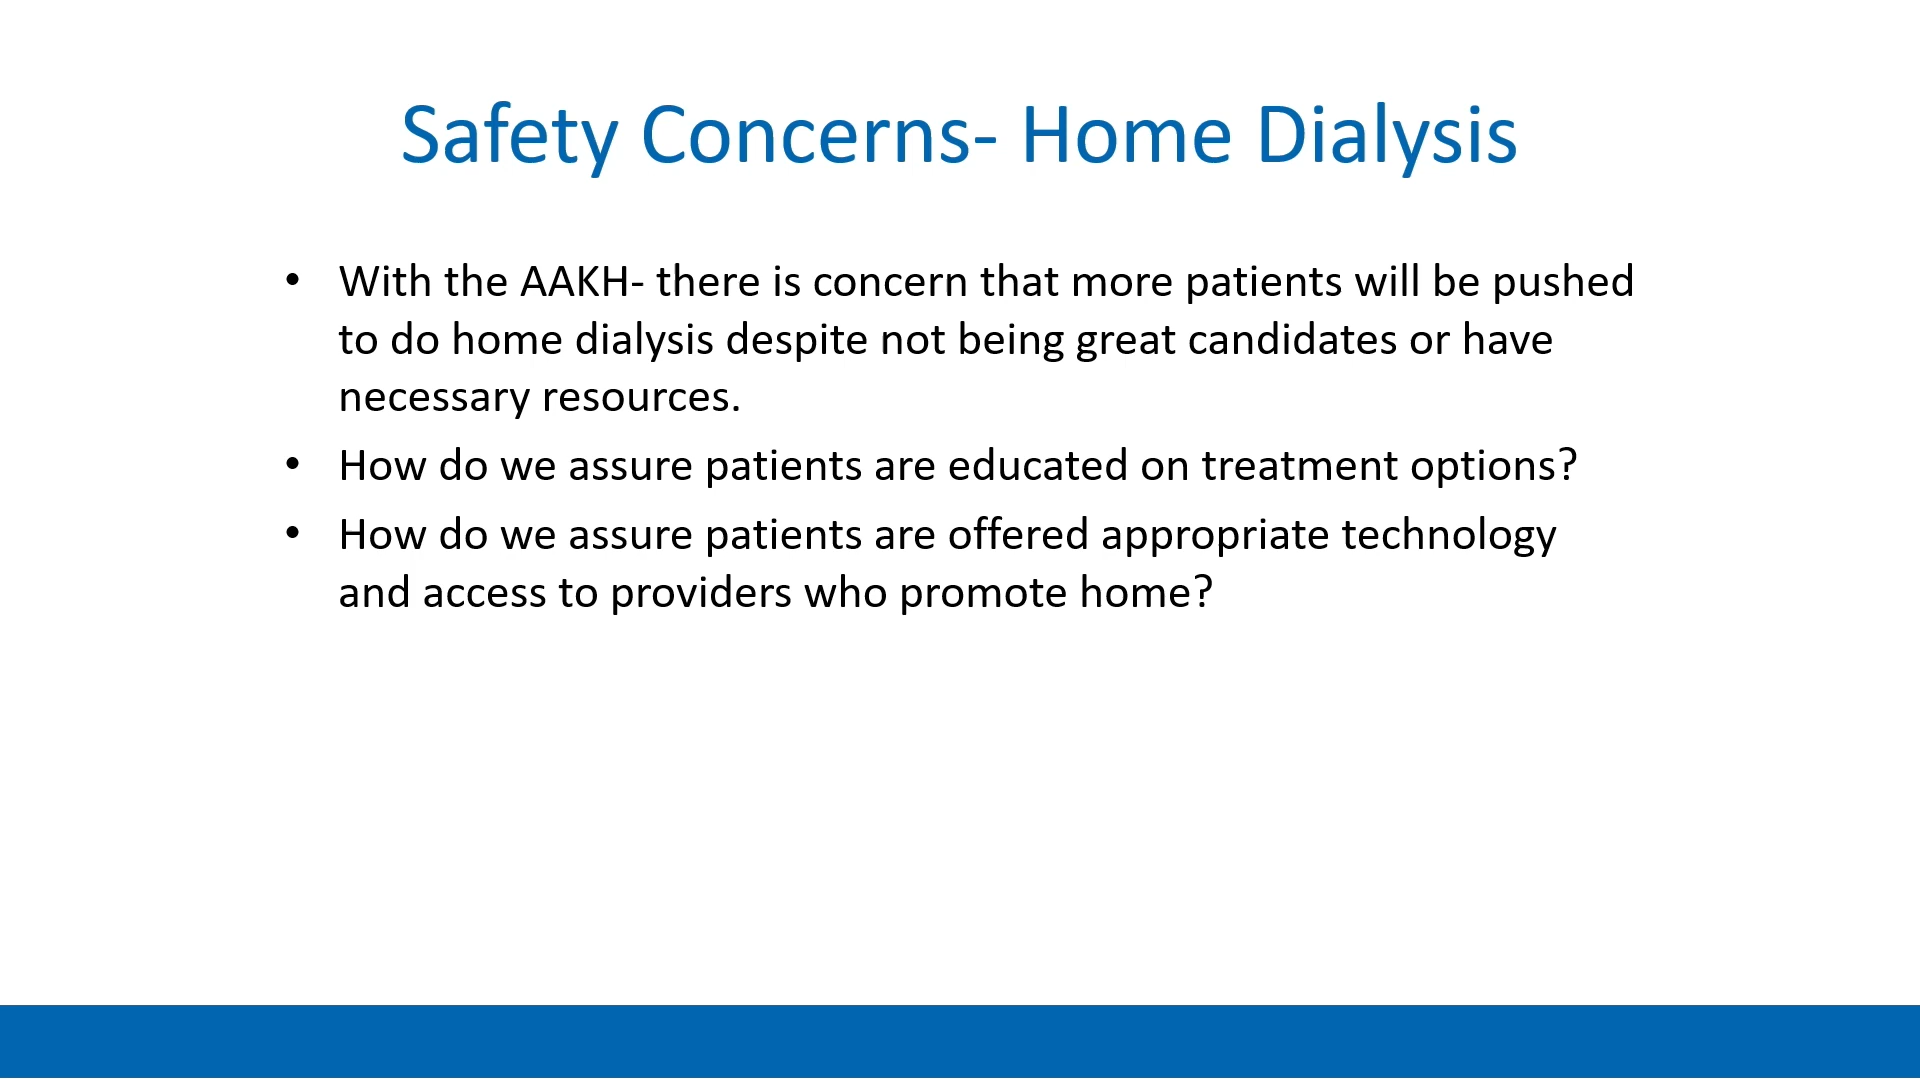 Safety Concerns- Home Dialysis
• With the AAKH- there is concern that more patients will be pushed
to do home dialysis despite not being great candidates or have
necessary resources.
• How do we assure patients are educated on treatment options?
• How do we assure patients are offered appropriate technology
and access to providers who promote home?